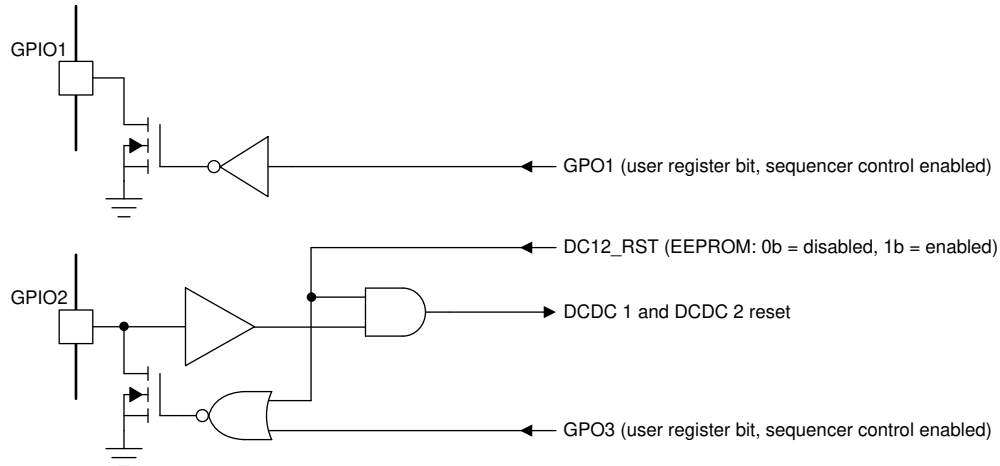 GPIO1
GPO1 (user register bit, sequencer control enabled)
DC12_RST (EEPROM: 0b = disabled, 1b = enabled)
GPIO2
DCDC 1 and DCDC 2 reset
GPO3 (user register bit, sequencer control enabled)